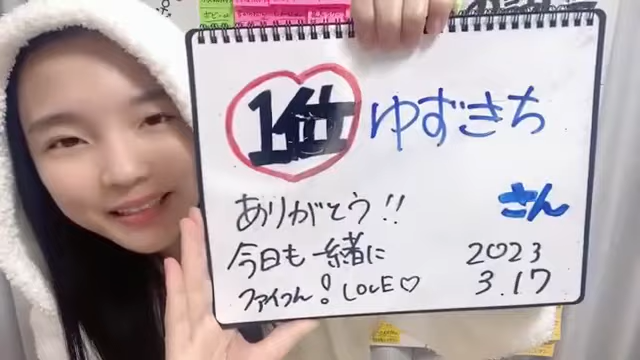 1位 ゆずきち
さん
ありがとう!!
今日も一緒に
ファイつん! LOVE♡
2023
3.17